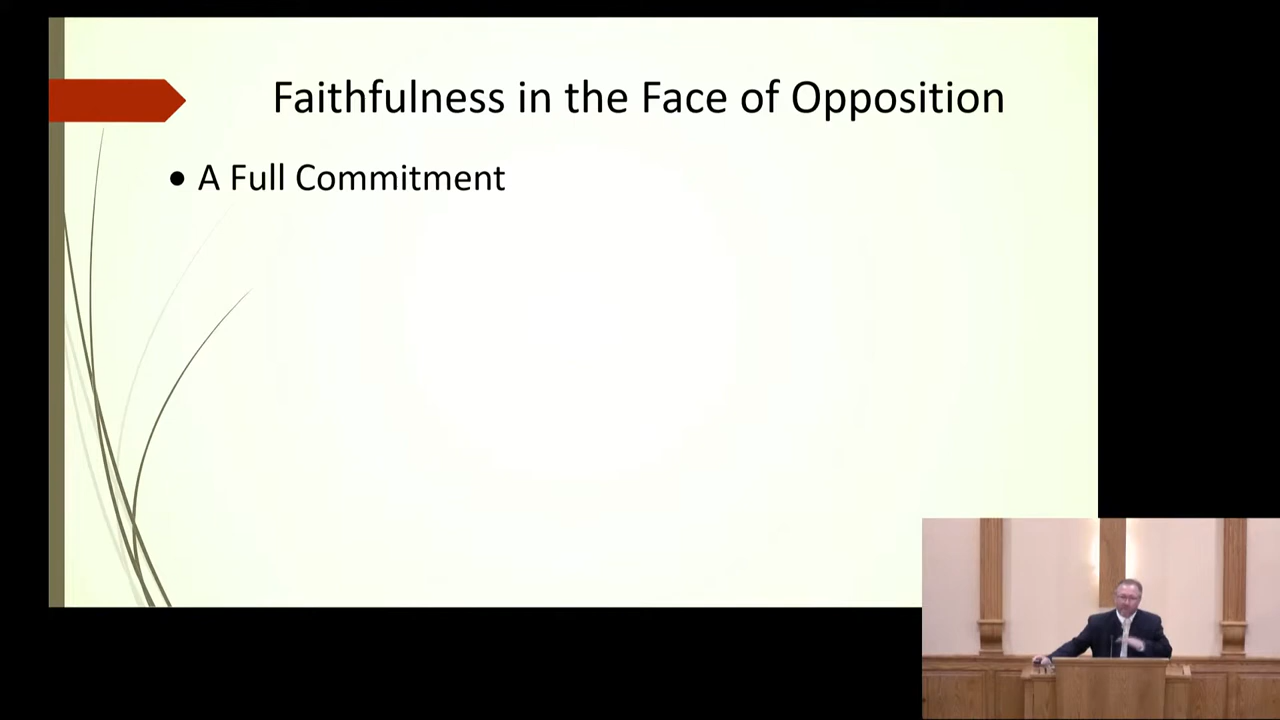 Faithfulness in the Face of Opposition
• A Full Commitment